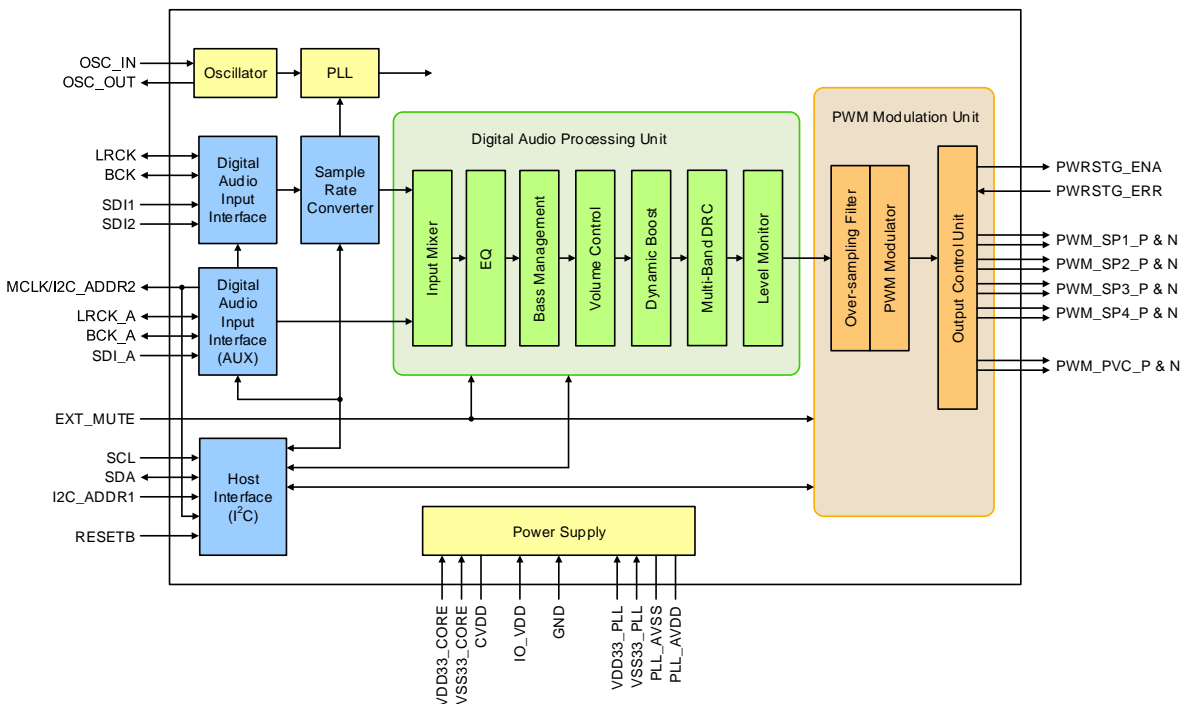 OSC_IN
OSC_OUT
Oscillator
PLL
LRCK
BCK
SDI1
SDI2
Digital
Audio
Input
Interface
Sample
Rate
Converter
MCLK/I2C_ADDR2
LRCK_A
BCK_A
SDI_A
Digital
Audio
Input
Interface
(AUX)
Digital Audio Processing Unit
Input Mixer
EQ
Bass Management
Volume Control
Dynamic Boost
Multi-Band DRC
Level Monitor
PWM Modulation Unit
Over-sampling Filter
PWM Modulator
Output Control Unit
PWRSTG_ENA
PWRSTG_ERR
PWM_SP1_P & N
PWM_SP2_P & N
PWM_SP3_P & N
PWM_SP4_P & N
PWM_PVC_P & N
EXT_MUTE
SCL
SDA
I2C_ADDR1
RESETB
Host
Interface
(I²C)
Power Supply
VDD33_CORE
VSS33_CORE
CVDD
IO_VDD
GND
VDD33_PLL
VSS33_PLL
PLL_AVSS
PLL_AVDD